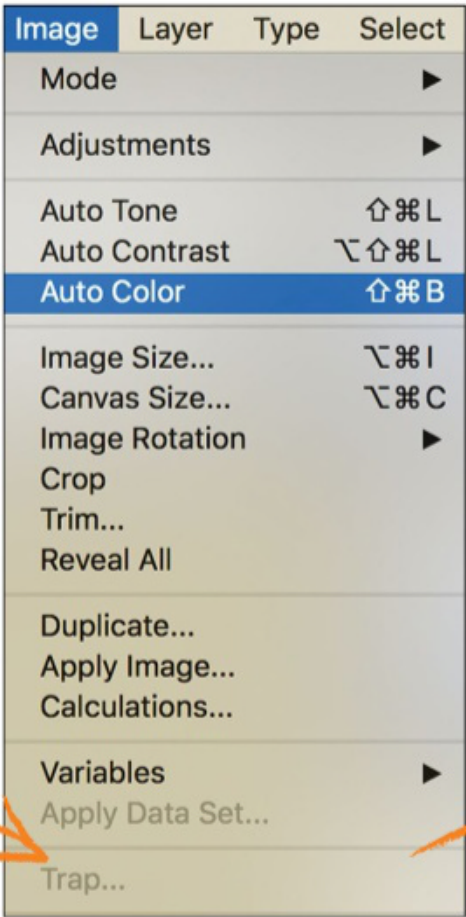 Image Layer Type Select
Mode ▶
Adjustments ▶
Auto Tone ⇧⌘L
Auto Contrast ⌥⇧⌘L
Auto Color ⇧⌘B
Image Size... ⌥⌘I
Canvas Size... ⌥⌘C
Image Rotation ▶
Crop
Trim...
Reveal All
Duplicate...
Apply Image...
Calculations...
Variables ▶
Apply Data Set...
Trap...